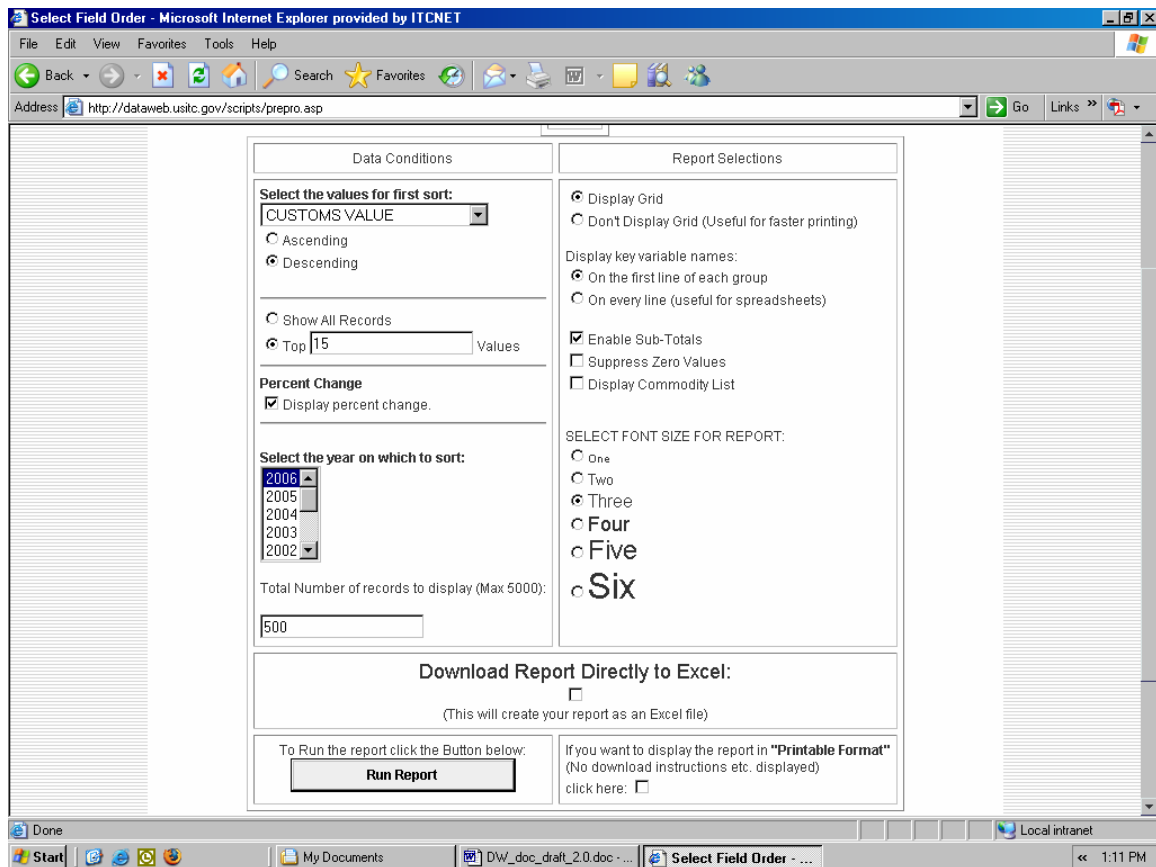 Select Field Order - Microsoft Internet Explorer provided by ITCNET
File Edit View Favorites Tools Help
Back Search Favorites
Address http://dataweb.usitc.gov/scripts/prepro.asp Go Links »
Data Conditions
Report Selections
Select the values for first sort:
CUSTOMS VALUE
Ascending
Descending
Show All Records
Top 15 Values
Percent Change
Display percent change.
Select the year on which to sort:
2006
2005
2004
2003
2002
Total Number of records to display (Max 5000):
500
Display Grid
Don't Display Grid (Useful for faster printing)
Display key variable names:
On the first line of each group
On every line (useful for spreadsheets)
Enable Sub-Totals
Suppress Zero Values
Display Commodity List
SELECT FONT SIZE FOR REPORT:
One
Two
Three
Four
Five
Six
Download Report Directly to Excel:
(This will create your report as an Excel file)
To Run the report click the Button below:
Run Report
If you want to display the report in "Printable Format"
(No download instructions etc. displayed)
click here:
Done Local intranet
Start My Documents DW_doc_draft_2.0.doc - ... Select Field Order - ... « 1:11 PM